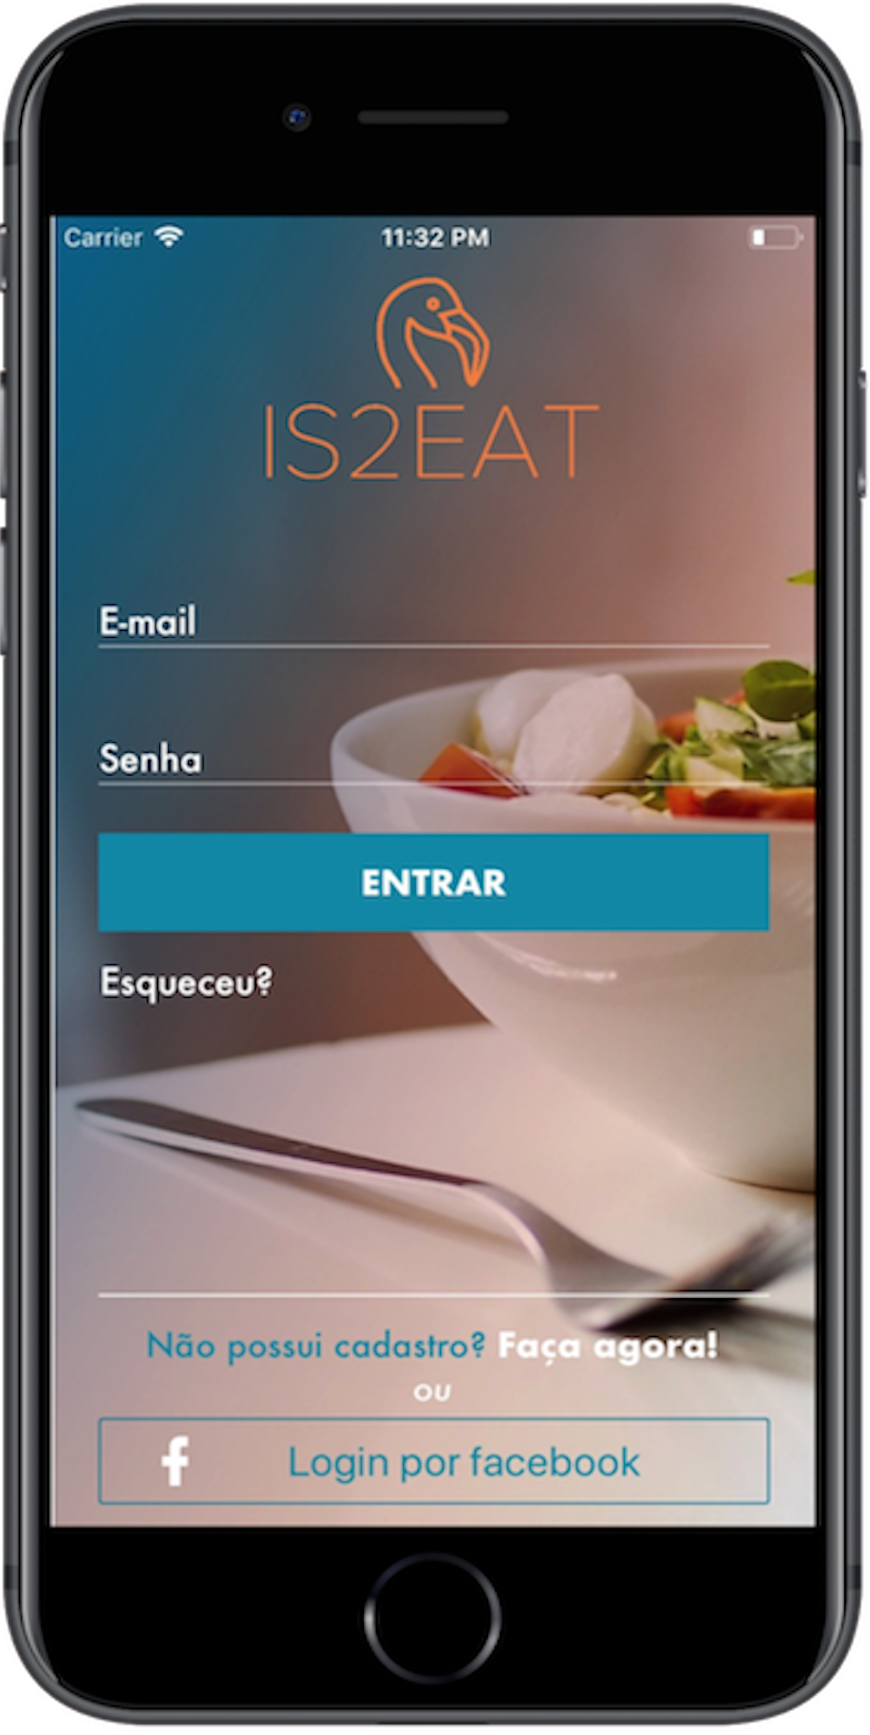 Carrier 11:32 PM
IS2EAT
E-mail
Senha
ENTRAR
Esqueceu?
Não possui cadastro? Faça agora!
ou
Login por facebook